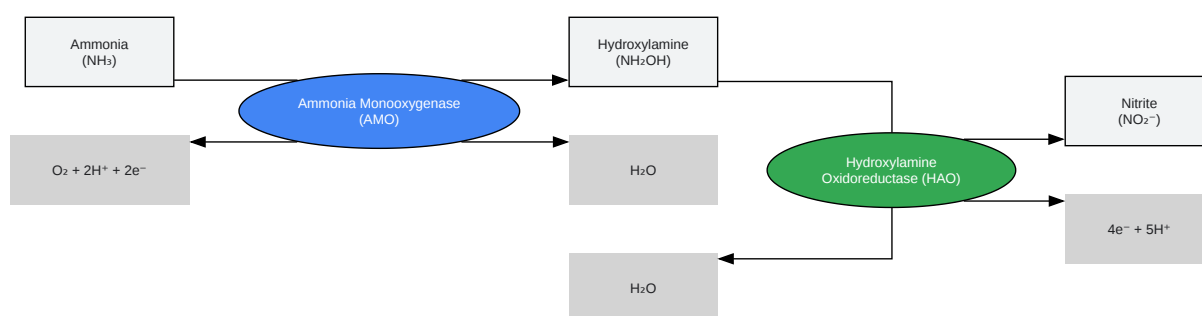 Ammonia
(NH₃)
Hydroxylamine
(NH₂OH)
Ammonia Monooxygenase
(AMO)
Nitrite
(NO₂⁻)
O₂ + 2H⁺ + 2e⁻
H₂O
Hydroxylamine
Oxidoreductase (HAO)
4e⁻ + 5H⁺
H₂O